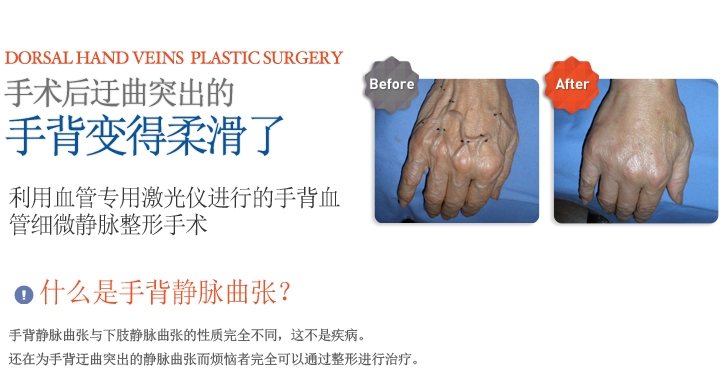 DORSAL HAND VEINS PLASTIC SURGERY
手术后迂曲突出的
手背变得柔滑了
Before
After
利用血管专用激光仪进行的手背血
管细微静脉整形手术
什么是手背静脉曲张?
手背静脉曲张与下肢静脉曲张的性质完全不同，这不是疾病。
还在为手背迂曲突出的静脉曲张而烦恼者完全可以通过整形进行治疗。